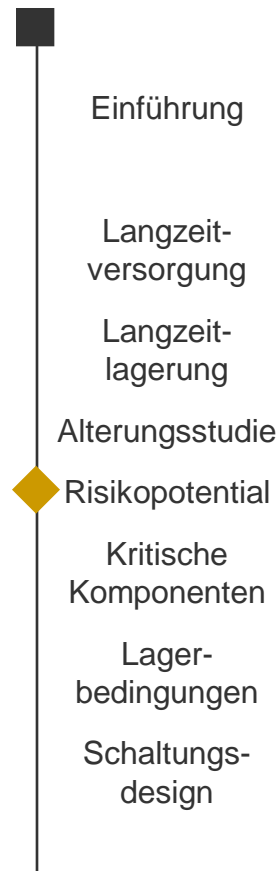 Einführung
Langzeit-
versorgung
Langzeit-
lagerung
Alterungsstudie
Risikopotential
Kritische
Komponenten
Lager-
bedingungen
Schaltungs-
design